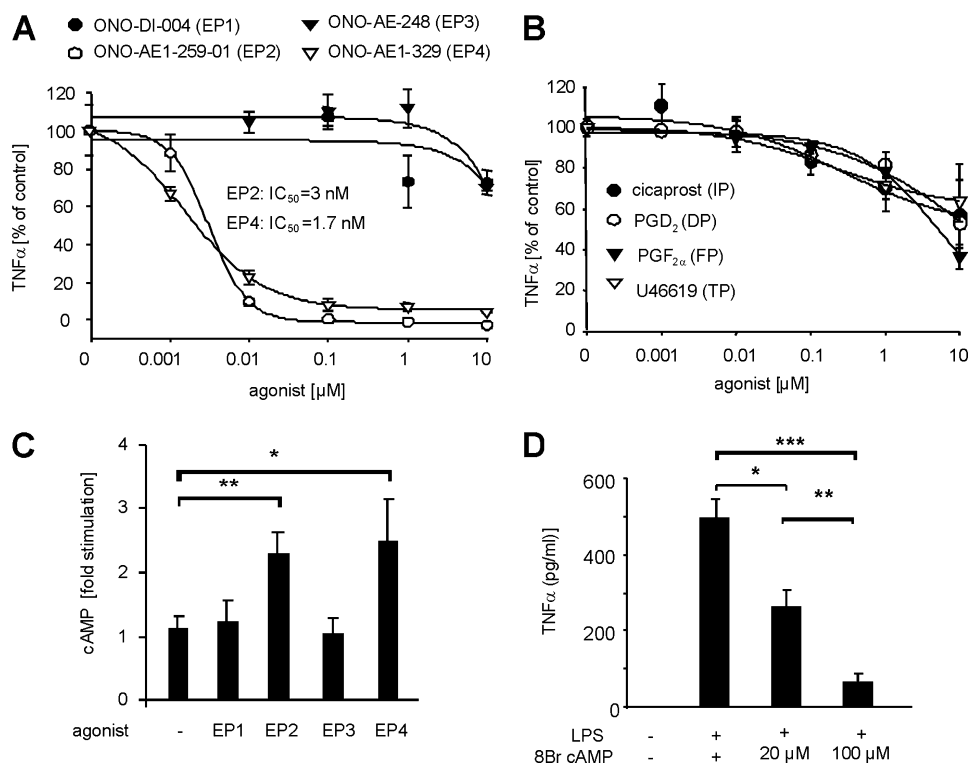 A
ONO-DI-004 (EP1)
ONO-AE-248 (EP3)
ONO-AE1-259-01 (EP2)
ONO-AE1-329 (EP4)
120
100
80
60
40
20
0
TNFα [% of control]
EP2: IC50=3 nM
EP4: IC50=1.7 nM
0
0.001
0.01
0.1
1
10
agonist [µM]
B
120
100
80
60
40
20
0
TNFα [% of control]
cicaprost (IP)
PGD2 (DP)
PGF2α (FP)
U46619 (TP)
0
0.001
0.01
0.1
1
10
agonist [µM]
C
4
3
2
1
0
cAMP [fold stimulation]
*
**
agonist - EP1 EP2 EP3 EP4
D
600
400
200
0
TNFα (pg/ml)]
***
*
**
LPS - + + +
8Br cAMP - + 20 µM 100 µM